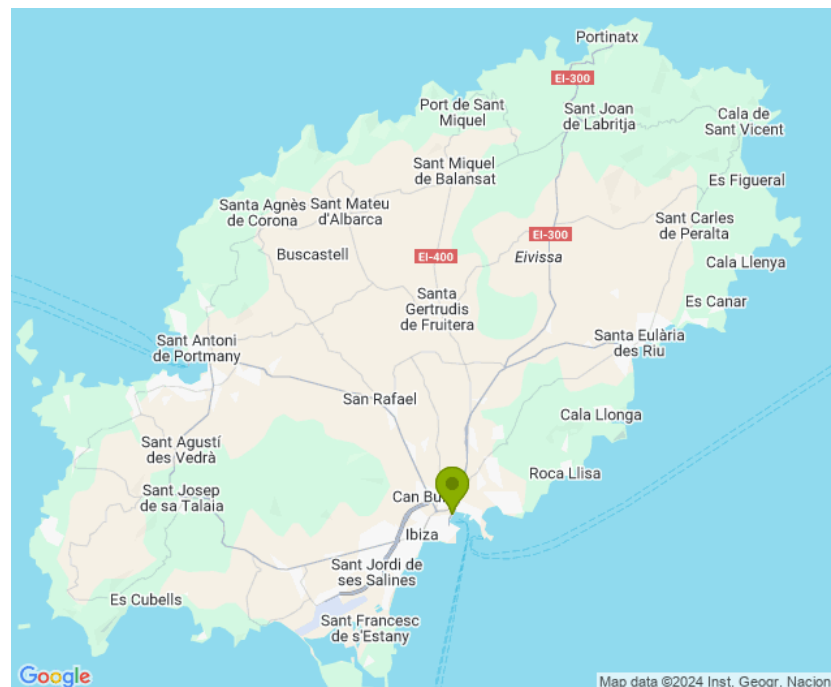 Portinatx
EI-300
Port de Sant
Miquel
Sant Joan
de Labritja
Cala de
Sant Vicent
Sant Miquel
de Balansat
Es Figueral
Santa Agnès
de Corona
Sant Mateu
d'Albarca
Sant Carles
de Peralta
EI-300
Buscastell
EI-400
Eivissa
Cala Llenya
Santa
Gertrudis
de Fruitera
Es Canar
Sant Antoni
de Portmany
Santa Eulària
des Riu
San Rafael
Cala Llonga
Sant Agustí
des Vedrà
Roca Llisa
Sant Josep
de sa Talaia
Can Bu
Ibiza
Sant Jordi de
ses Salines
Es Cubells
Sant Francesc
de s'Estany
Google
Map data ©2024 Inst. Geogr. Nacion